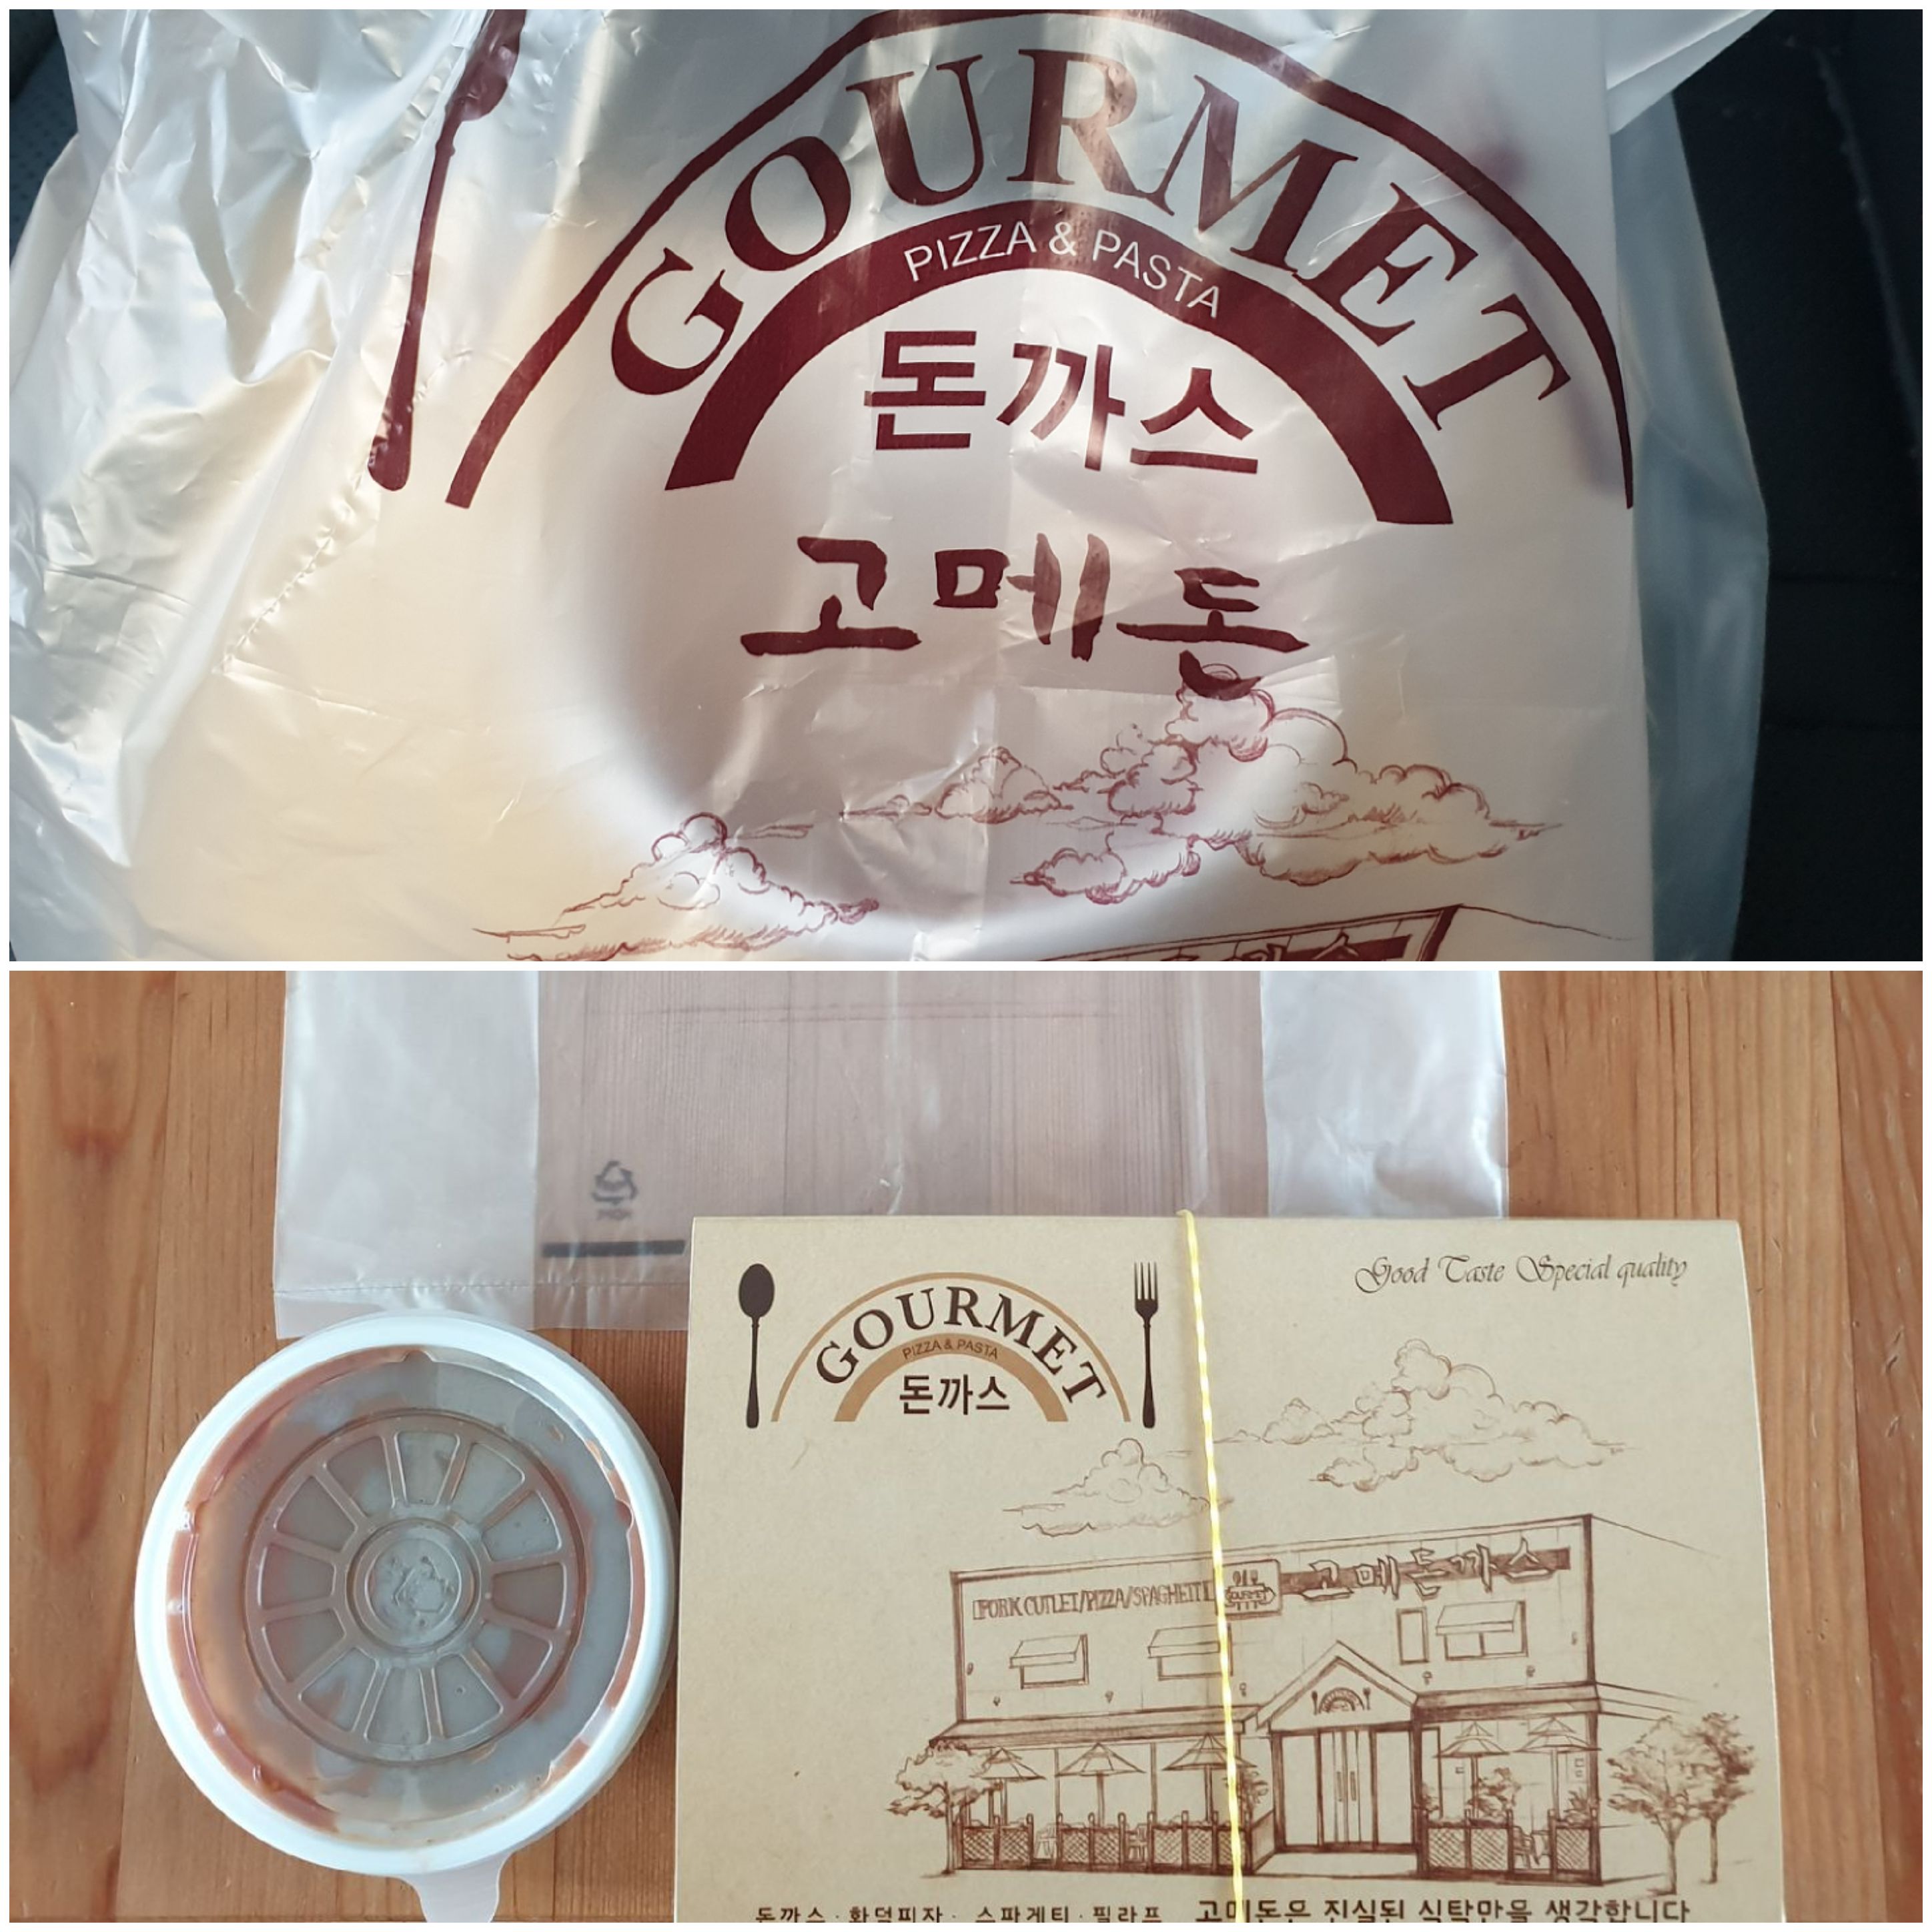 GOURMET
PIZZA & PASTA
돈까스
고메돈
Good Taste Special quality
GOURMET
PIZZA & PASTA
돈까스
PORK CUTLET/PIZZA/SPAGHETTI
고메돈까스
돈까스 · 화덕피자 · 스파게티 · 필라프
고메돈은 진실된 식탁만을 생각합니다